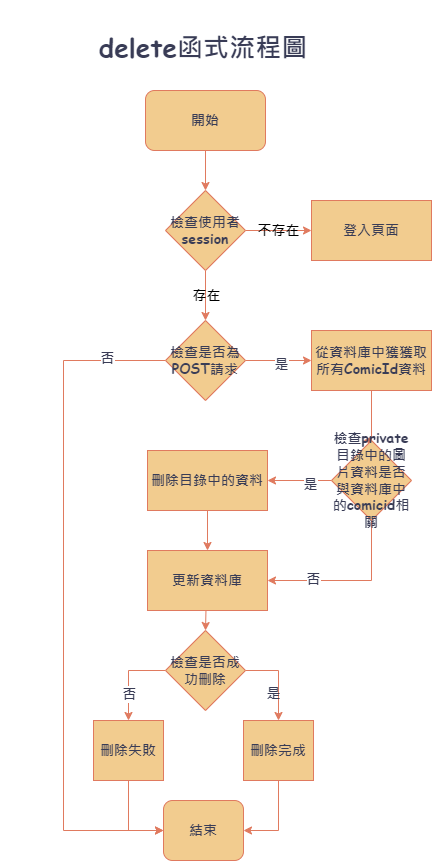 delete函式流程圖
開始
檢查使用者
session
不存在
登入頁面
存在
檢查是否為
POST請求
否
是
從資料庫中獲獲取
所有ComicId資料
檢查private
目錄中的圖
片資料是否
與資料庫中
的comicid相
關
是
刪除目錄中的資料
否
更新資料庫
檢查是否成
功刪除
否
是
刪除失敗
刪除完成
結束